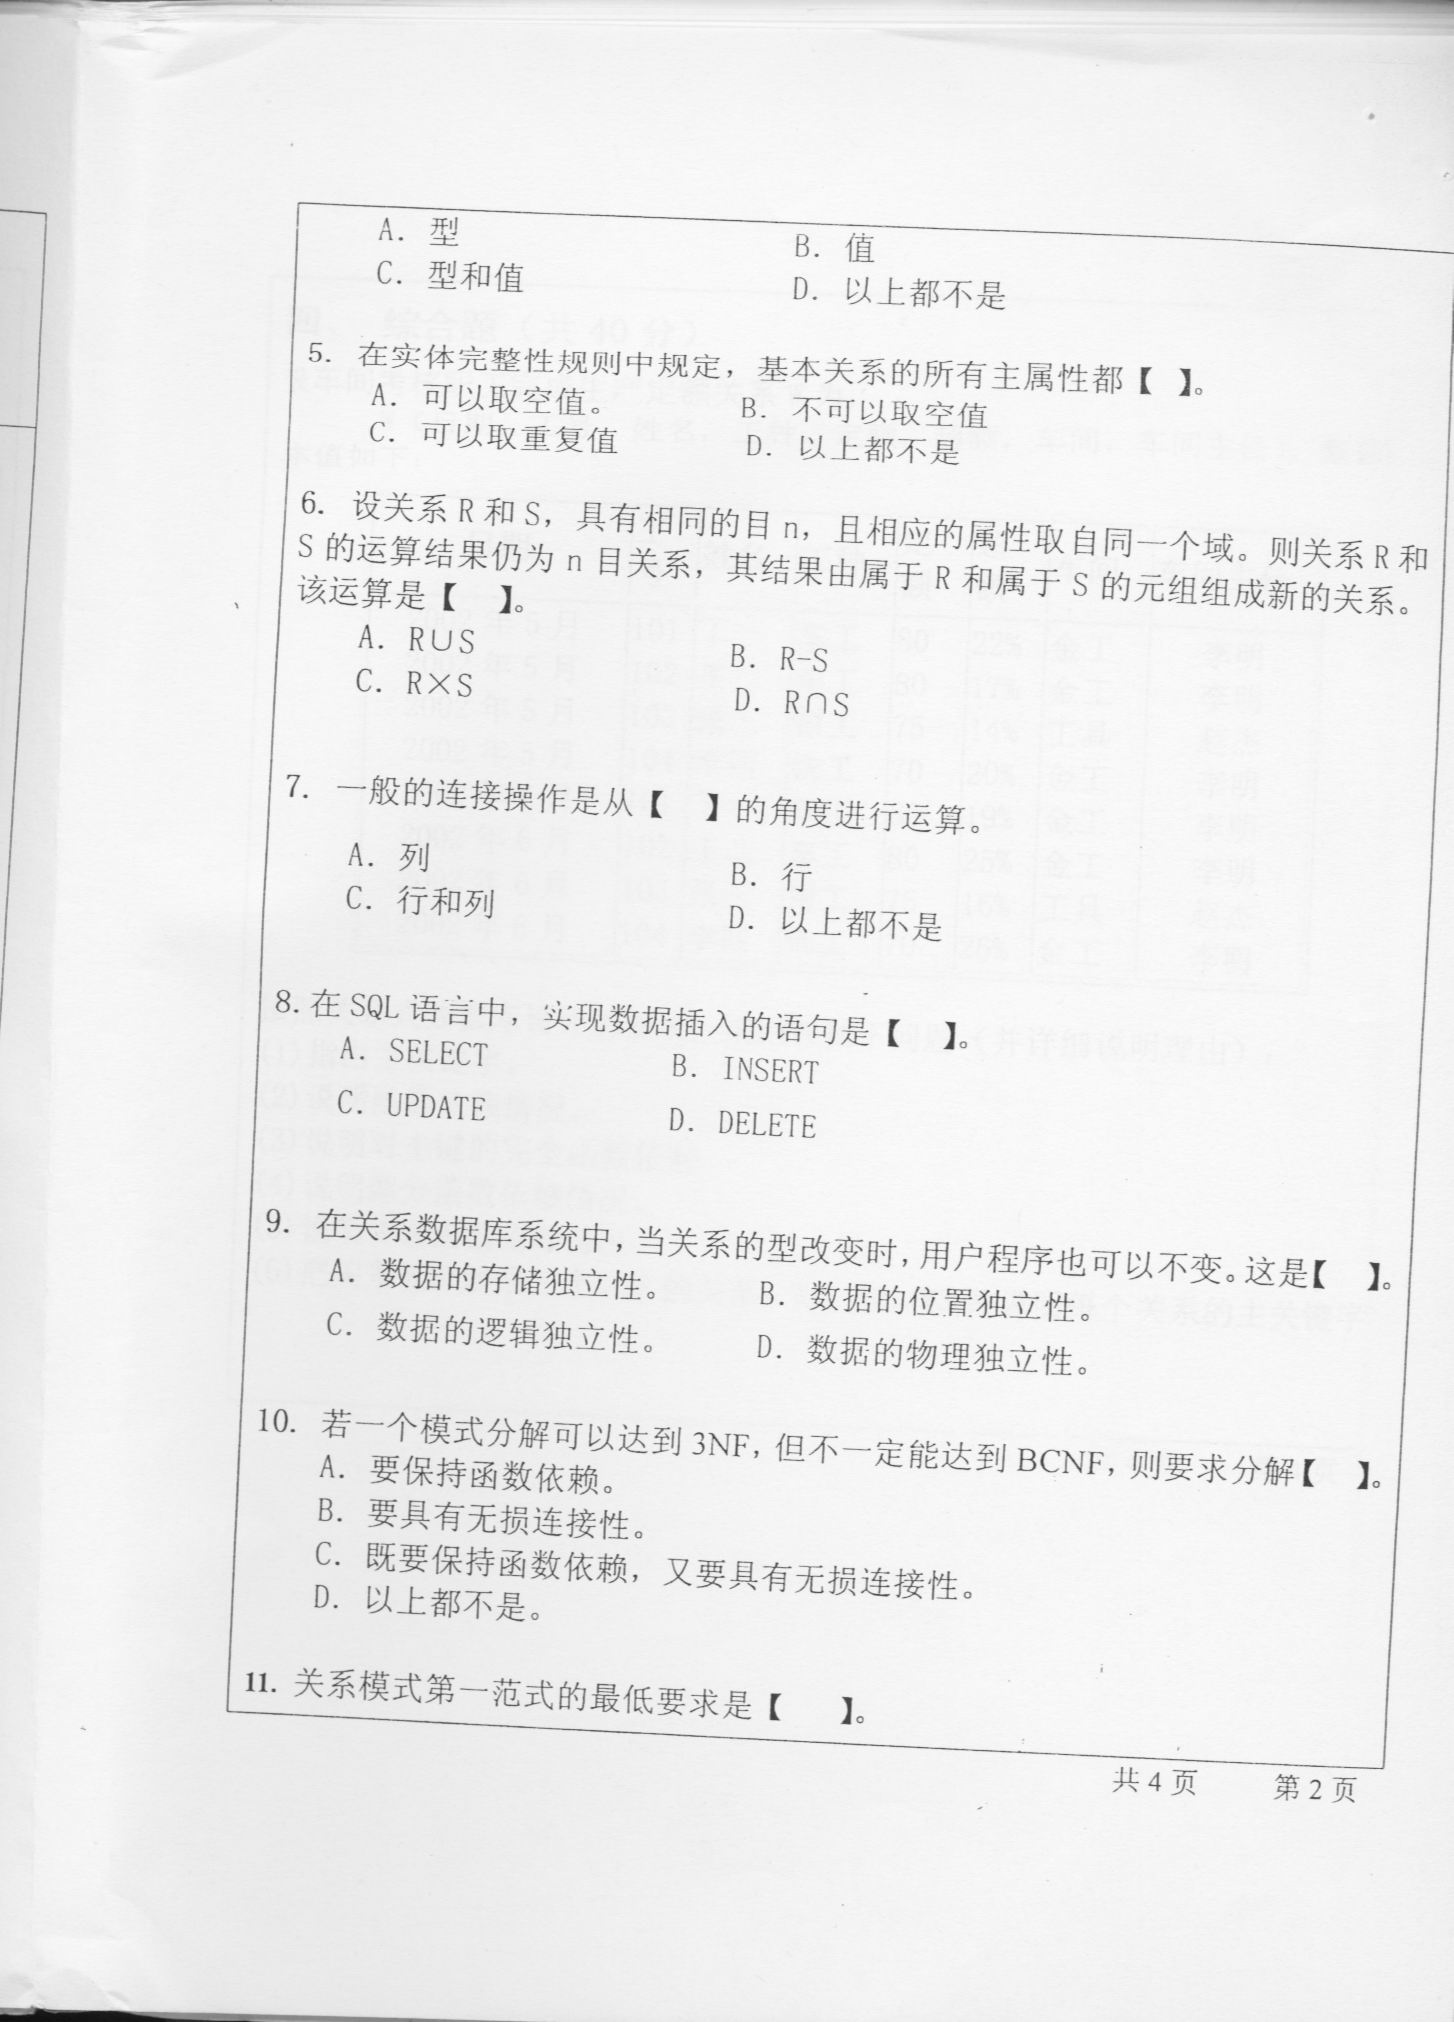 A. 型 B. 值
C. 型和值 D. 以上都不是
5. 在实体完整性规则中规定，基本关系的所有主属性都【 】。
A. 可以取空值。 B. 不可以取空值
C. 可以取重复值 D. 以上都不是
6. 设关系 R 和 S，具有相同的目 n，且相应的属性取自同一个域。则关系 R 和
S 的运算结果仍为 n 目关系，其结果由属于 R 和属于 S 的元组组成新的关系。
该运算是【 】。
A. R∪S B. R-S
C. R×S D. R∩S
7. 一般的连接操作是从【 】的角度进行运算。
A. 列 B. 行
C. 行和列 D. 以上都不是
8. 在 SQL 语言中，实现数据插入的语句是【 】。
A. SELECT B. INSERT
C. UPDATE D. DELETE
9. 在关系数据库系统中，当关系的型改变时，用户程序也可以不变。这是【 】。
A. 数据的存储独立性。 B. 数据的位置独立性。
C. 数据的逻辑独立性。 D. 数据的物理独立性。
10. 若一个模式分解可以达到 3NF，但不一定能达到 BCNF，则要求分解【 】。
A. 要保持函数依赖。
B. 要具有无损连接性。
C. 既要保持函数依赖，又要具有无损连接性。
D. 以上都不是。
11. 关系模式第一范式的最低要求是【 】。
共 4 页 第 2 页